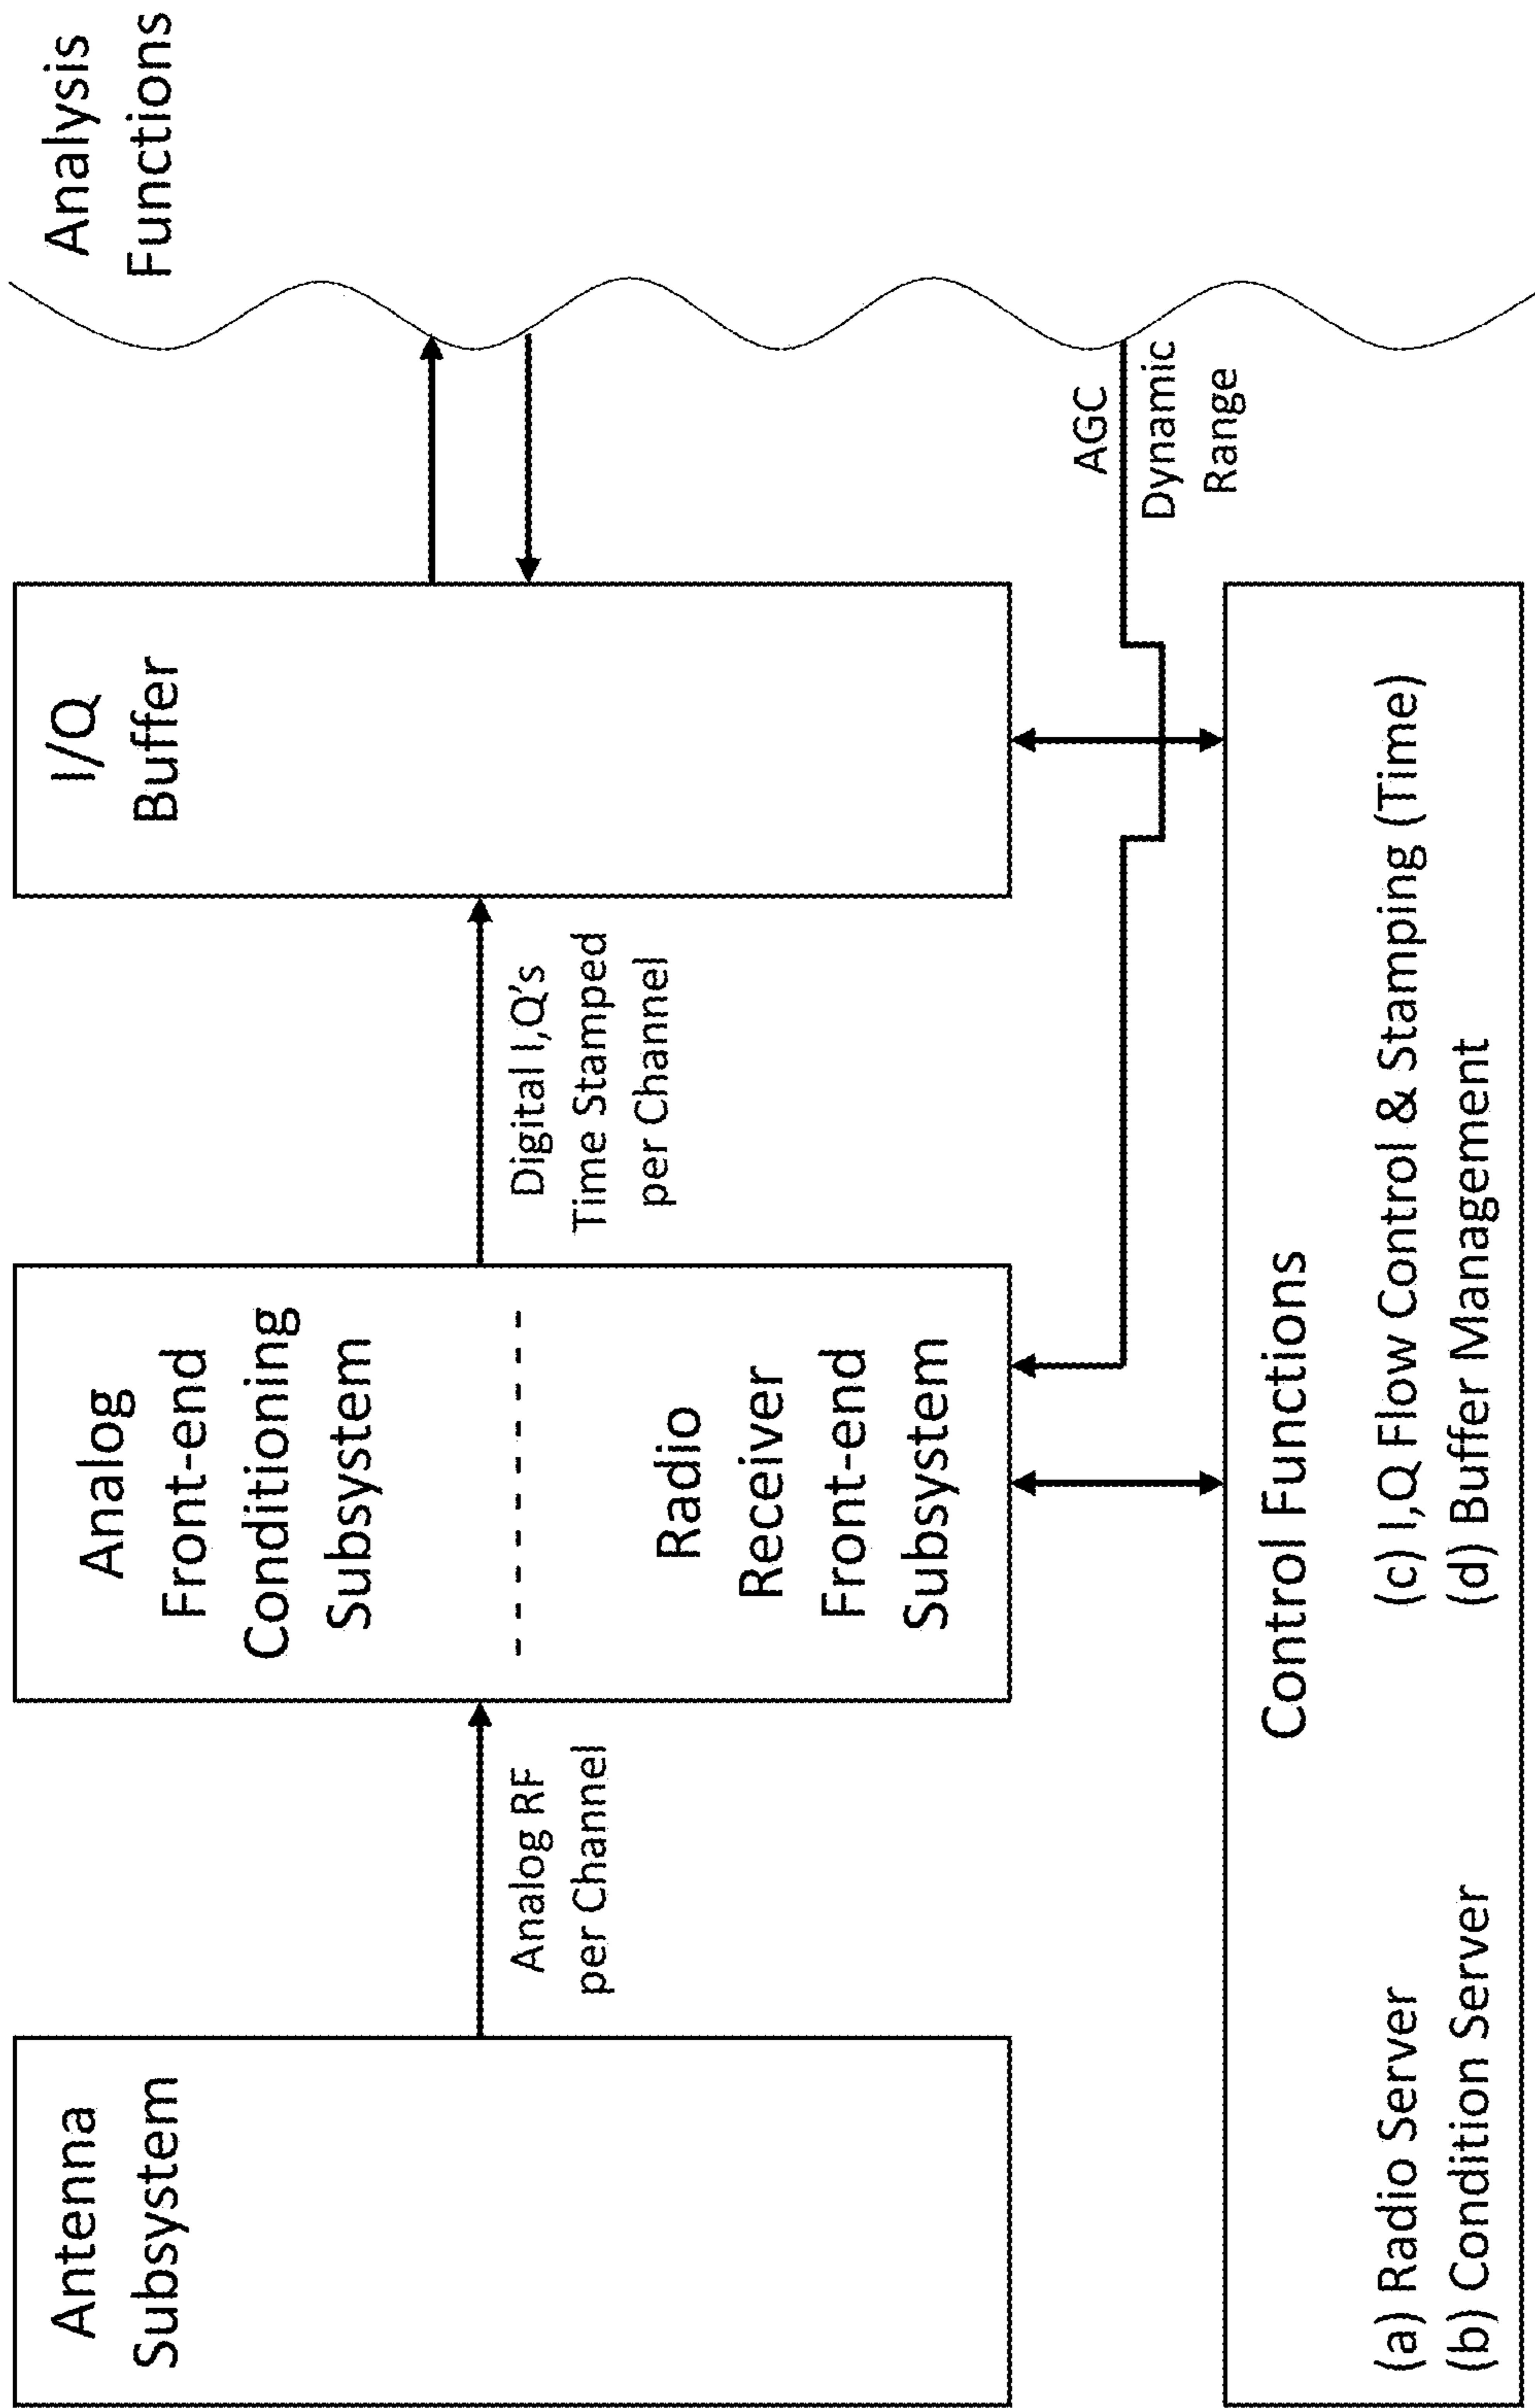 Antenna
Subsystem
Analog RF
per Channel
Analog
Front-end
Conditioning
Subsystem
Radio
Receiver
Front-end
Subsystem
Digital I,Q's
Time Stamped
per Channel
I/Q
Buffer
Analysis
Functions
AGC
Dynamic
Range
Control Functions
(a) Radio Server
(b) Condition Server
(c) I,Q Flow Control & Stamping (Time)
(d) Buffer Management